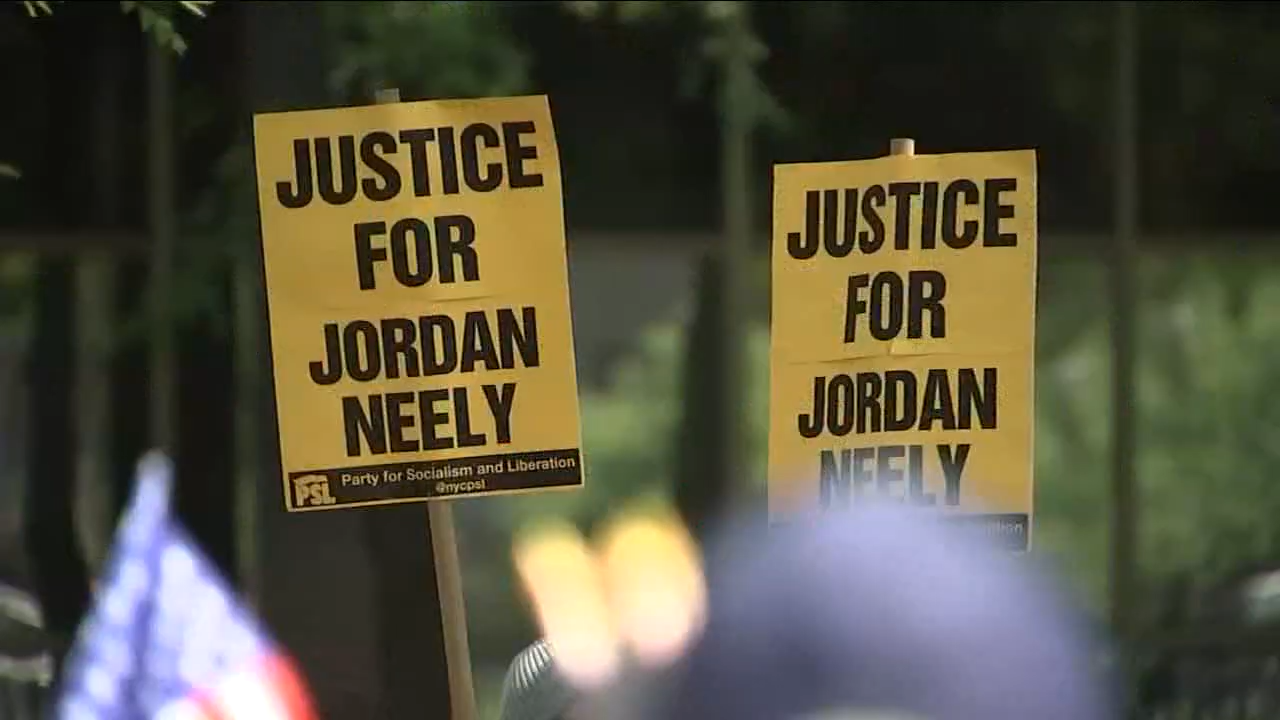 JUSTICE
FOR
JORDAN
NEELY
PSL Party for Socialism and Liberation
@nycpsl
JUSTICE
FOR
JORDAN
NEELY